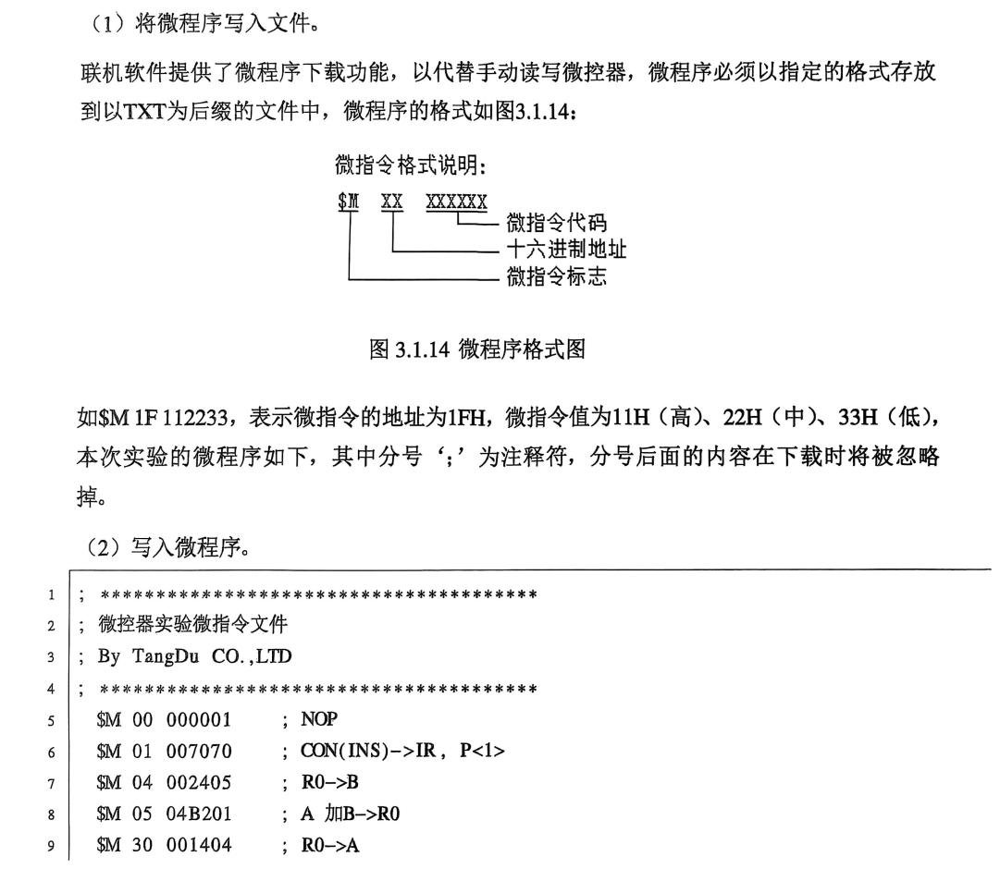 （1）将微程序写入文件。
联机软件提供了微程序下载功能，以代替手动读写微控器，微程序必须以指定的格式存放
到以TXT为后缀的文件中，微程序的格式如图3.1.14：
微指令格式说明：
$M XX XXXXXX
微指令代码
十六进制地址
微指令标志
图 3.1.14 微程序格式图
如$M 1F 112233，表示微指令的地址为1FH，微指令值为11H（高）、22H（中）、33H（低），
本次实验的微程序如下，其中分号‘；’为注释符，分号后面的内容在下载时将被忽略
掉。
（2）写入微程序。
1 ; ***************************************
2 ; 微控器实验微指令文件
3 ; By TangDu CO.,LTD
4 ; ***************************************
5 $M 00 000001 ; NOP
6 $M 01 007070 ; CON(INS)->IR, P<1>
7 $M 04 002405 ; R0->B
8 $M 05 04B201 ; A 加B->R0
9 $M 30 001404 ; R0->A